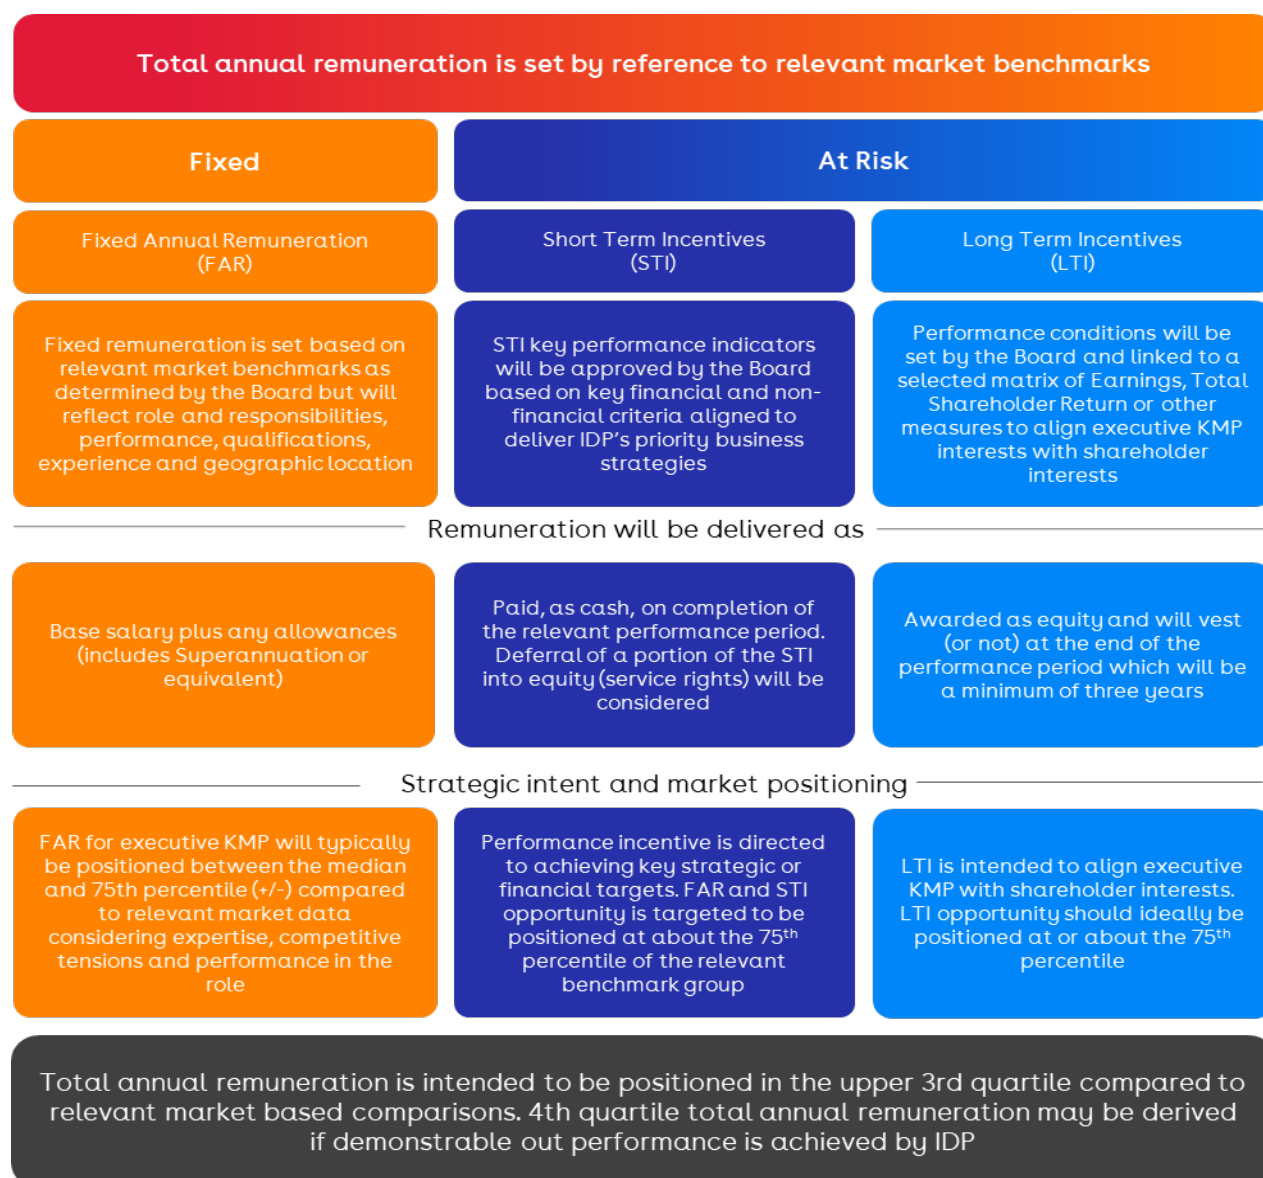 Total annual remuneration is set by reference to relevant market benchmarks
Fixed
At Risk
Fixed Annual Remuneration
(FAR)
Short Term Incentives
(STI)
Long Term Incentives
(LTI)
Fixed remuneration is set based on
relevant market benchmarks as
determined by the Board but will
reflect role and responsibilities,
performance, qualifications,
experience and geographic location
STI key performance indicators
will be approved by the Board
based on key financial and non-
financial criteria aligned to
deliver IDP’s priority business
strategies
Performance conditions will be
set by the Board and linked to a
selected matrix of Earnings, Total
Shareholder Return or other
measures to align executive KMP
interests with shareholder
interests
Remuneration will be delivered as
Base salary plus any allowances
(includes Superannuation or
equivalent)
Paid, as cash, on completion of
the relevant performance period.
Deferral of a portion of the STI
into equity (service rights) will be
considered
Awarded as equity and will vest
(or not) at the end of the
performance period which will be
a minimum of three years
Strategic intent and market positioning
FAR for executive KMP will typically
be positioned between the median
and 75th percentile (+/-) compared
to relevant market data
considering expertise, competitive
tensions and performance in the
role
Performance incentive is directed
to achieving key strategic or
financial targets. FAR and STI
opportunity is targeted to be
positioned at about the 75th
percentile of the relevant
benchmark group
LTI is intended to align executive
KMP with shareholder interests.
LTI opportunity should ideally be
positioned at or about the 75th
percentile
Total annual remuneration is intended to be positioned in the upper 3rd quartile compared to
relevant market based comparisons. 4th quartile total annual remuneration may be derived
if demonstrable out performance is achieved by IDP